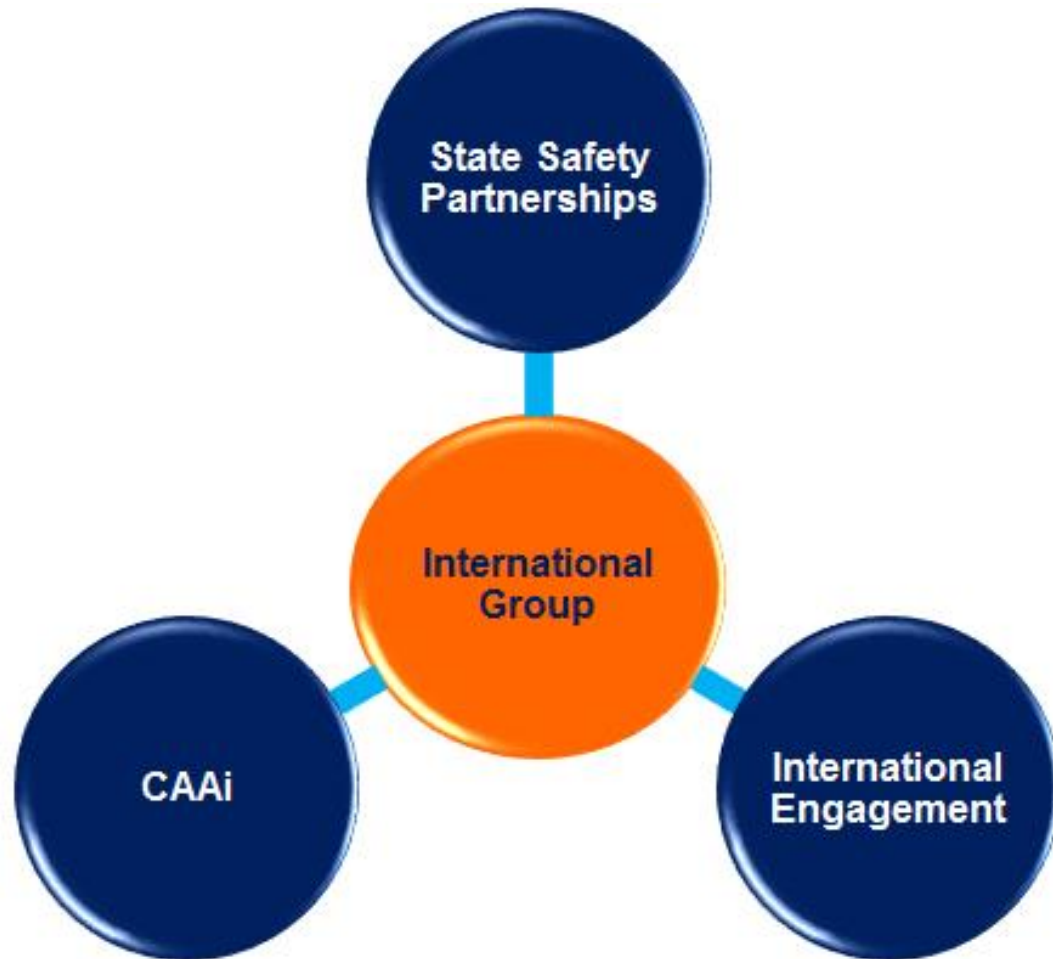 State Safety
Partnerships
International
Group
CAAi
International
Engagement